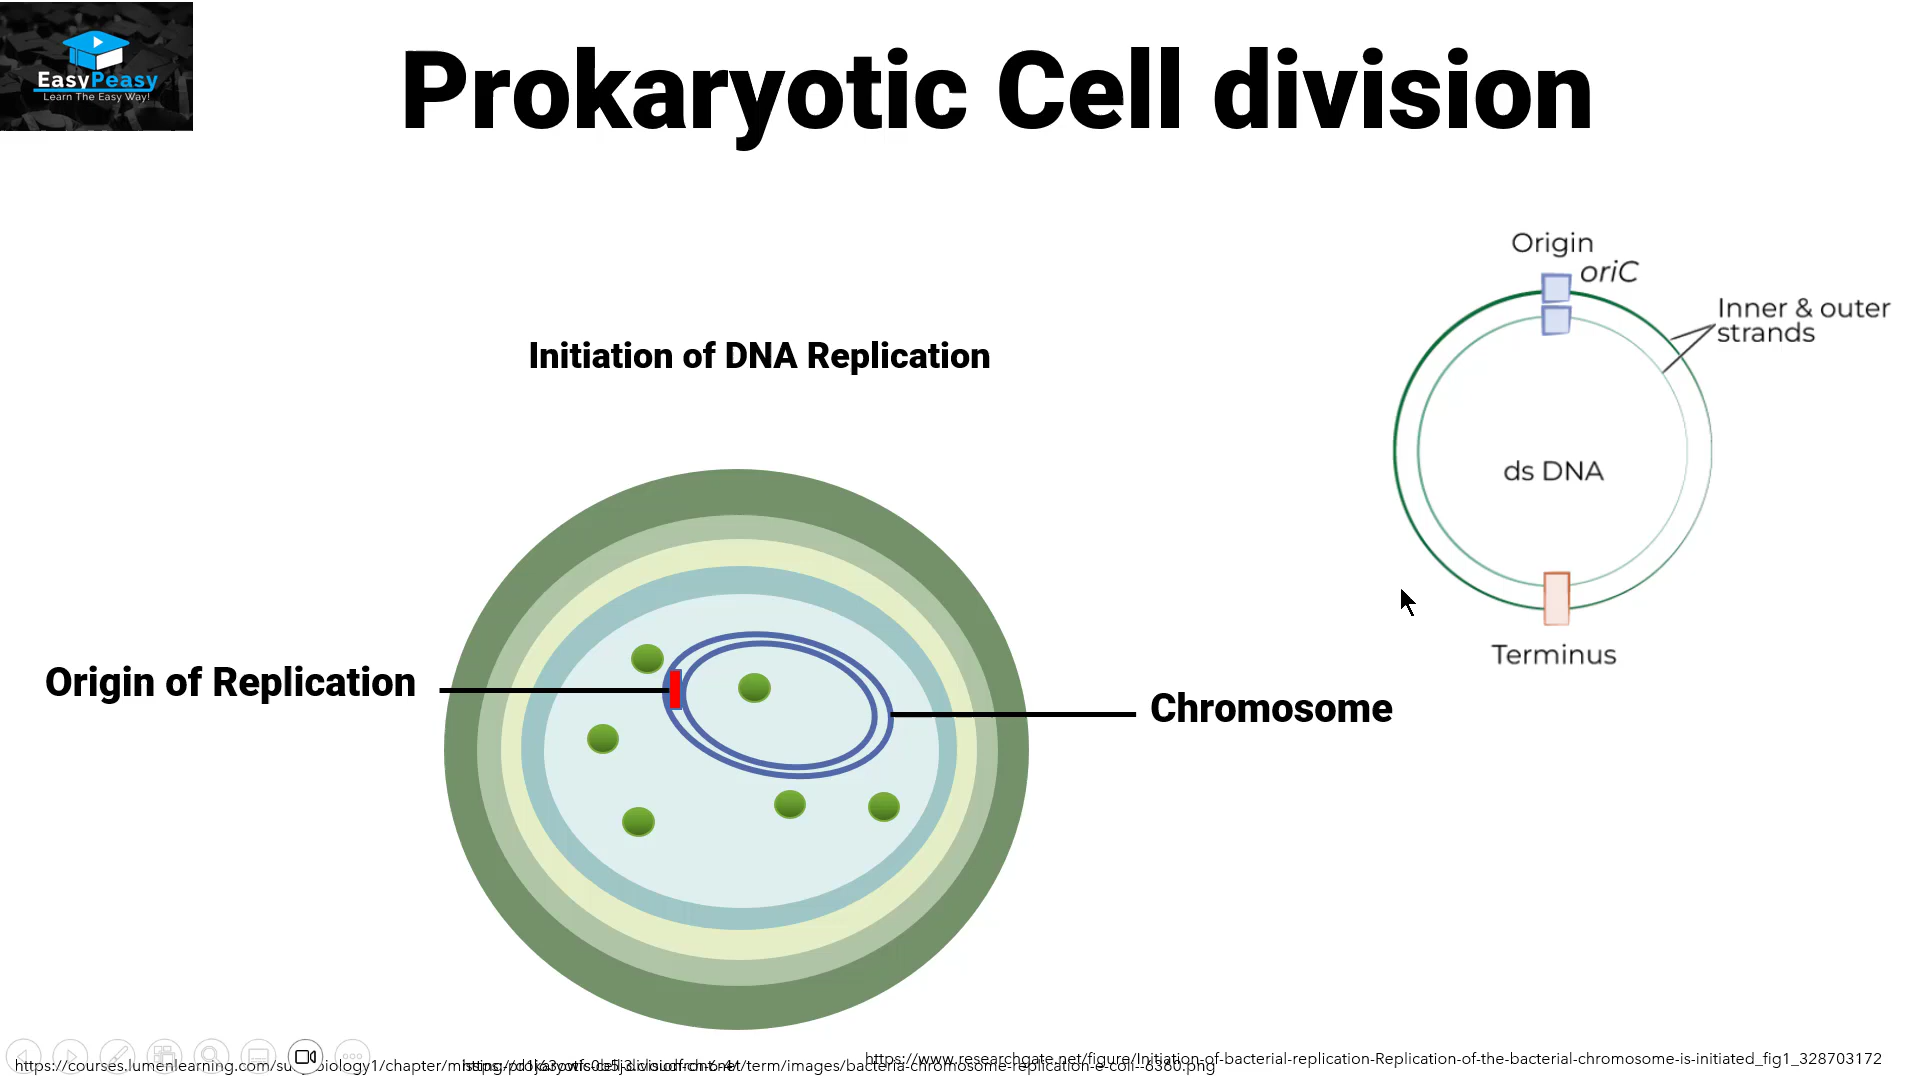 EasyPeasy
Learn The Easy Way!
Prokaryotic Cell division
Origin
oriC
Inner & outer
strands
Initiation of DNA Replication
ds DNA
Terminus
Origin of Replication
Chromosome
https://www.researchgate.net/figure/Initiation-of-bacterial-replication-Replication-of-the-bacterial-chromosome-is-initiated_fig1_328703172